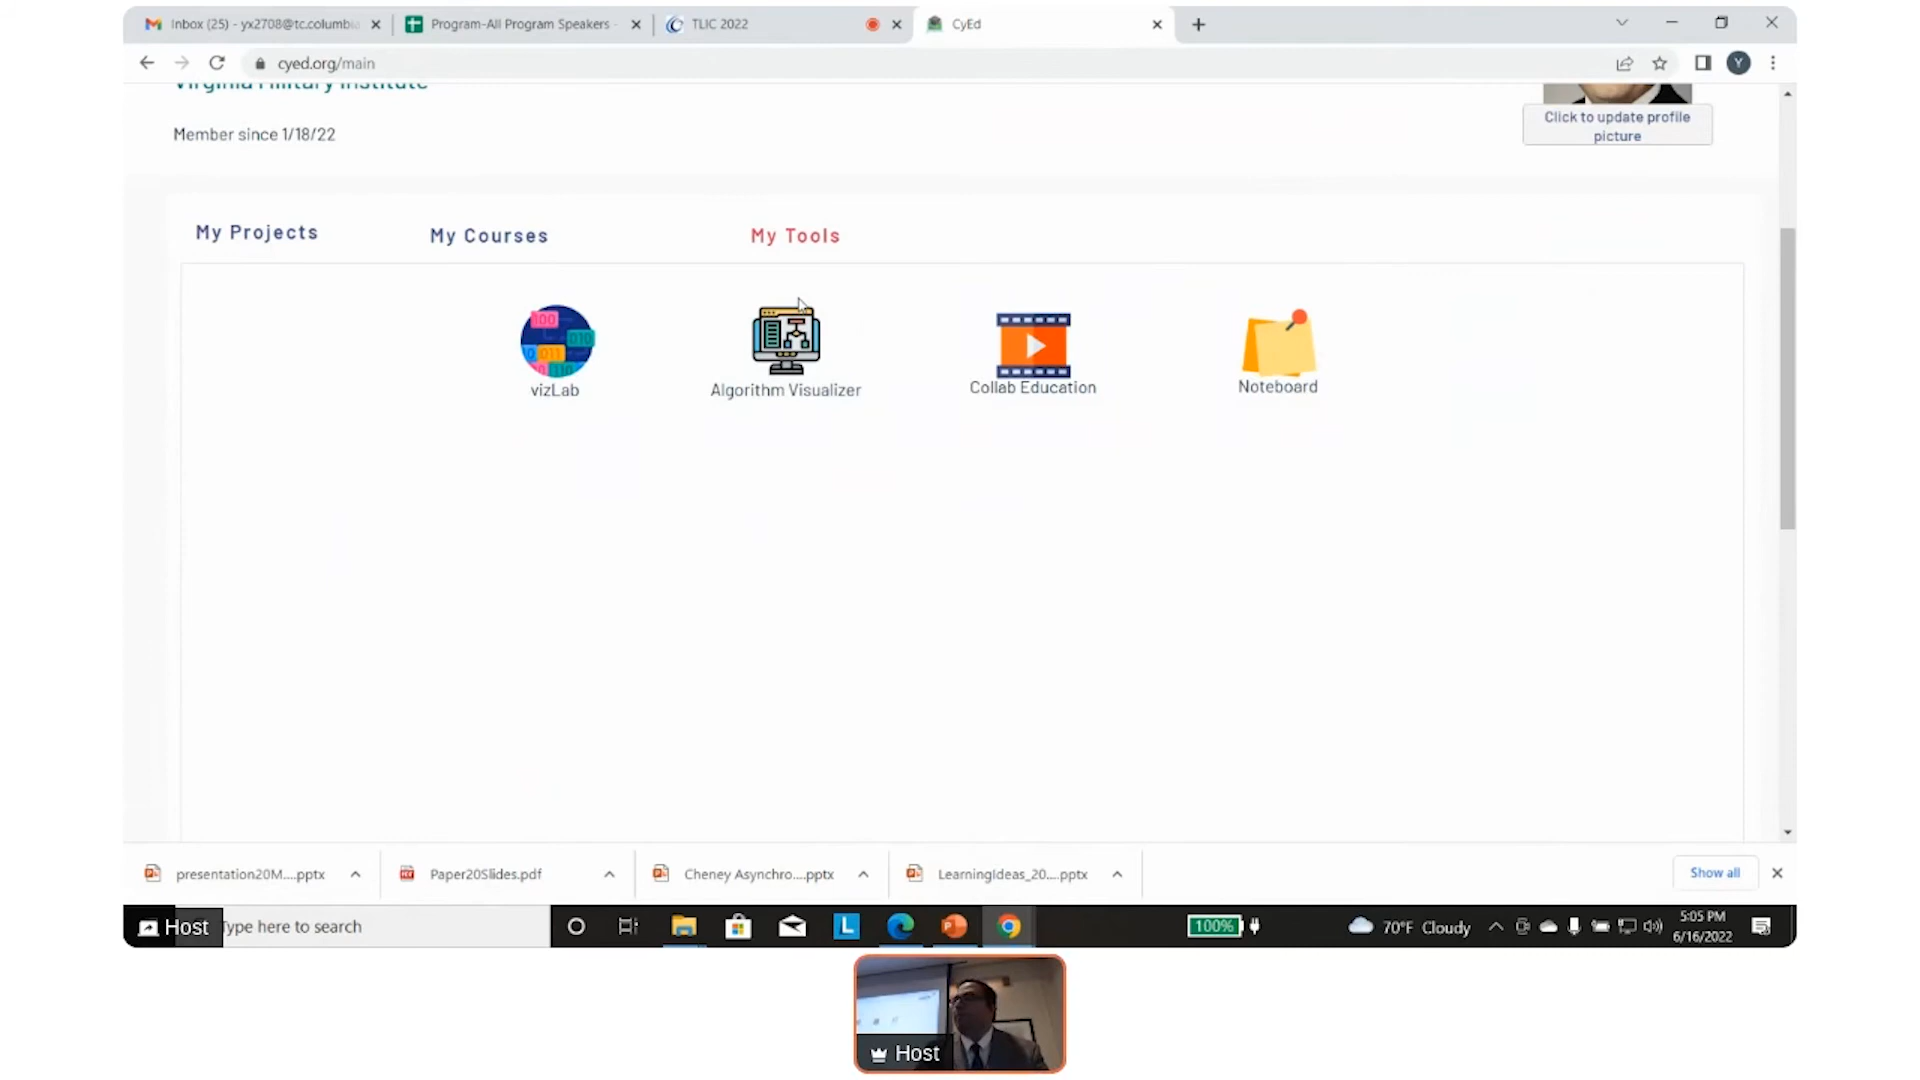 Inbox (25) - yx2708@tc.columbi
Program-All Program Speakers -
TLIC 2022
CyEd
cyed.org/main
Y
Virginia Military Institute
Member since 1/18/22
Click to update profile
picture
My Projects
My Courses
My Tools
vizLab
Algorithm Visualizer
Collab Education
Noteboard
presentation20M....pptx
Paper20Slides.pdf
Cheney Asynchro....pptx
LearningIdeas_20....pptx
Show all
Host
Type here to search
L
100%
70°F Cloudy
5:05 PM
6/16/2022
Host